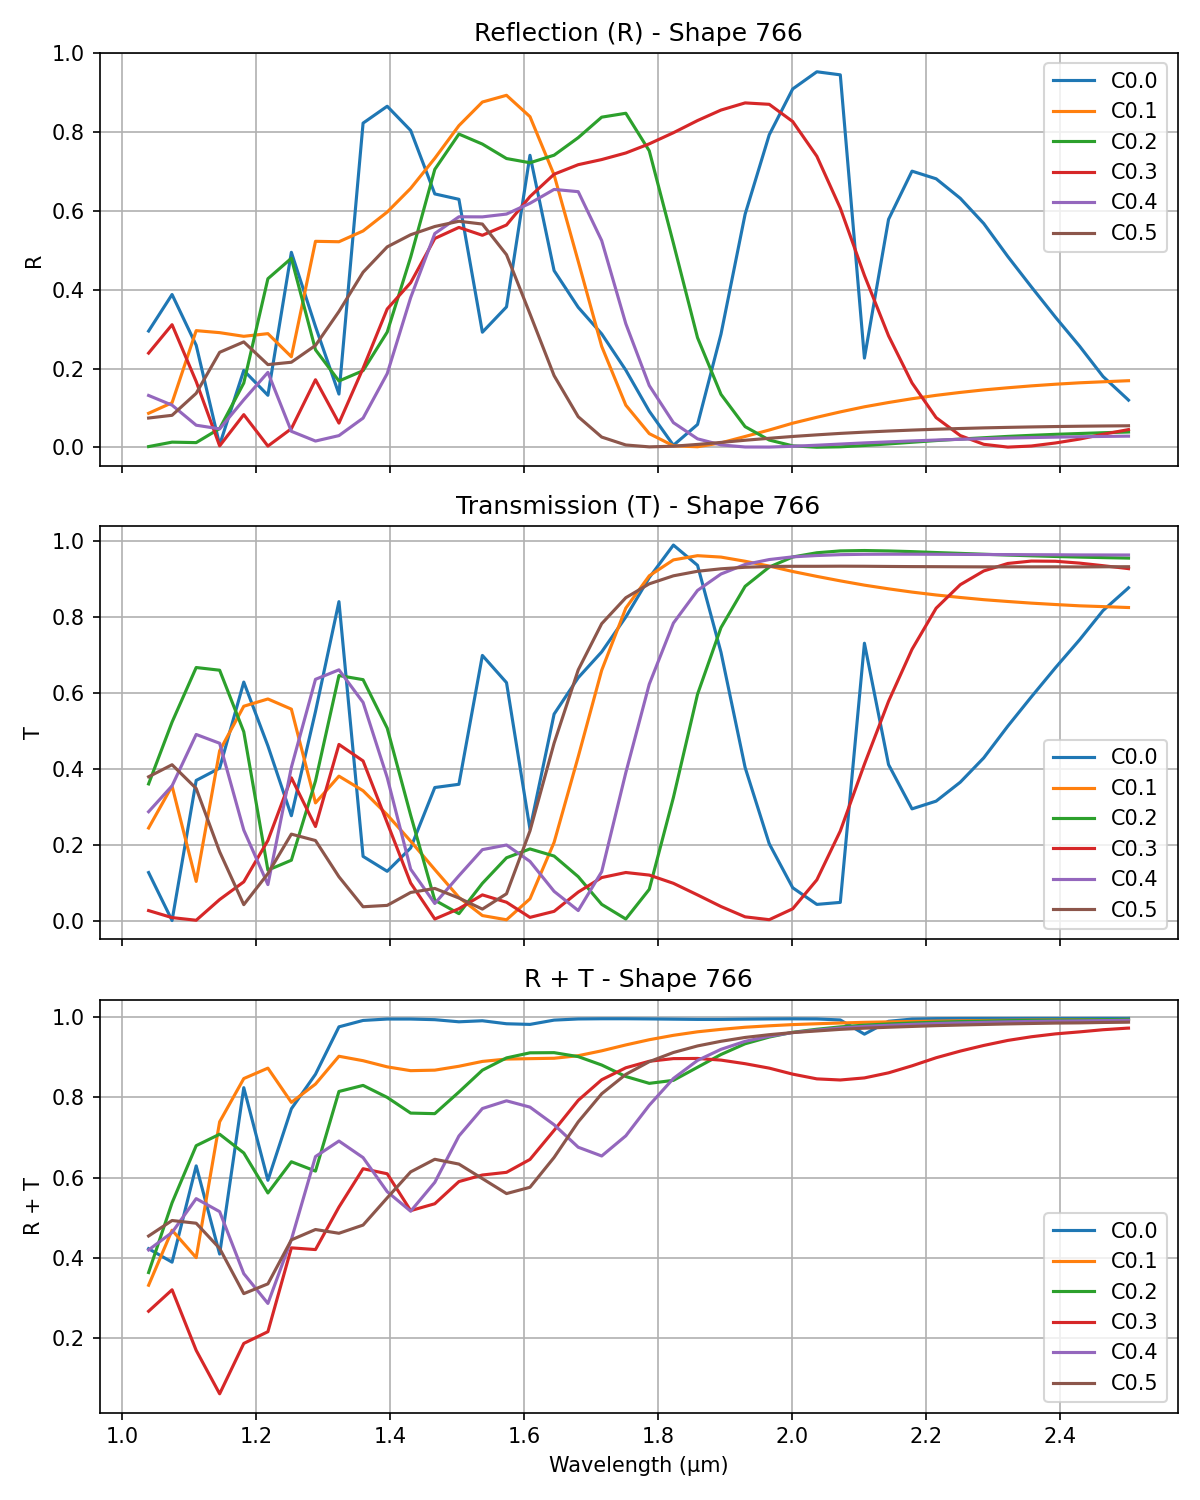 Reflection (R) - Shape 766
1.0
0.8
0.6
0.4
0.2
0.0
R
C0.0
C0.1
C0.2
C0.3
C0.4
C0.5
Transmission (T) - Shape 766
1.0
0.8
0.6
0.4
0.2
0.0
T
C0.0
C0.1
C0.2
C0.3
C0.4
C0.5
R + T - Shape 766
1.0
0.8
0.6
0.4
0.2
R + T
C0.0
C0.1
C0.2
C0.3
C0.4
C0.5
1.0 1.2 1.4 1.6 1.8 2.0 2.2 2.4
Wavelength (μm)